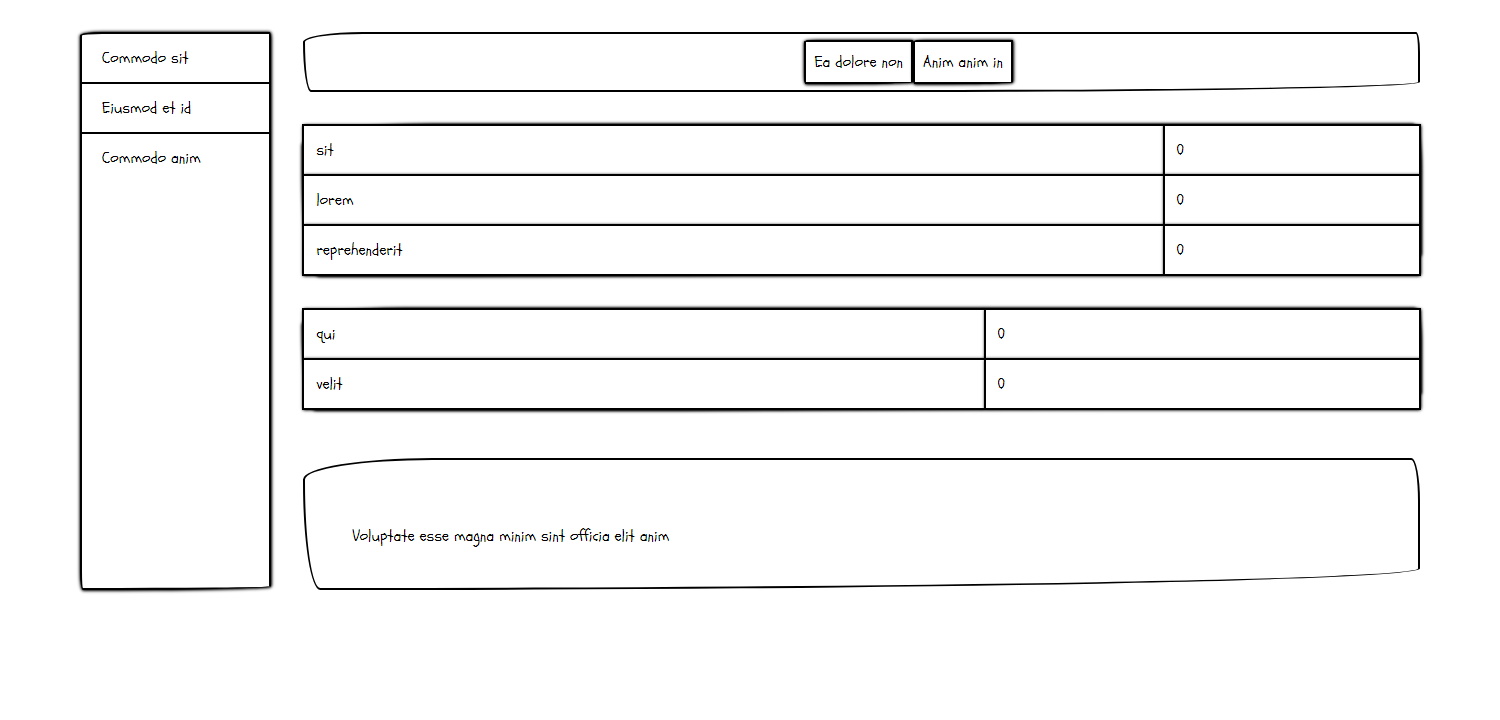 Commodo sit
Eiusmod et id
Commodo anim
Ea dolore non Anim anim in
sit 0
lorem 0
reprehenderit 0
qui 0
velit 0
Voluptate esse magna minim sint officia elit anim